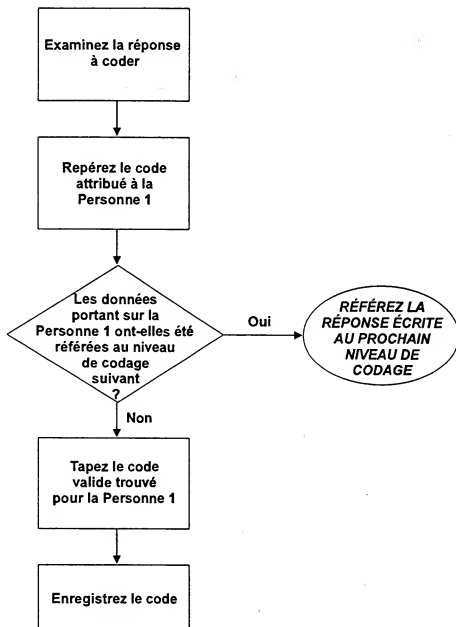 Examinez la réponse
à coder
Repérez le code
attribué à la
Personne 1
Les données
portant sur la
Personne 1 ont-elles été
référées au niveau
de codage
suivant
?
Oui
RÉFÉREZ LA
RÉPONSE ÉCRITE
AU PROCHAIN
NIVEAU DE
CODAGE
Non
Tapez le code
valide trouvé
pour la Personne 1
Enregistrez le code